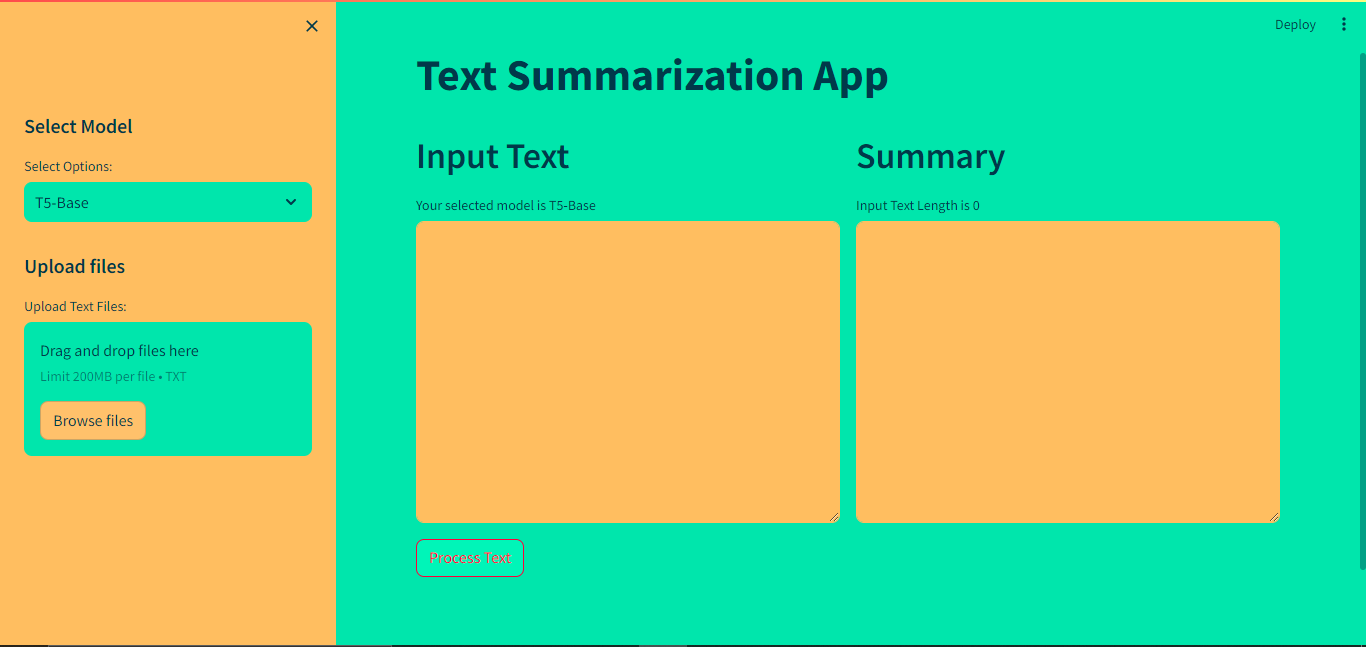 Deploy
Select Model
Select Options:
T5-Base
Upload files
Upload Text Files:
Drag and drop files here
Limit 200MB per file • TXT
Browse files
Text Summarization App
Input Text
Your selected model is T5-Base
Process Text
Summary
Input Text Length is 0